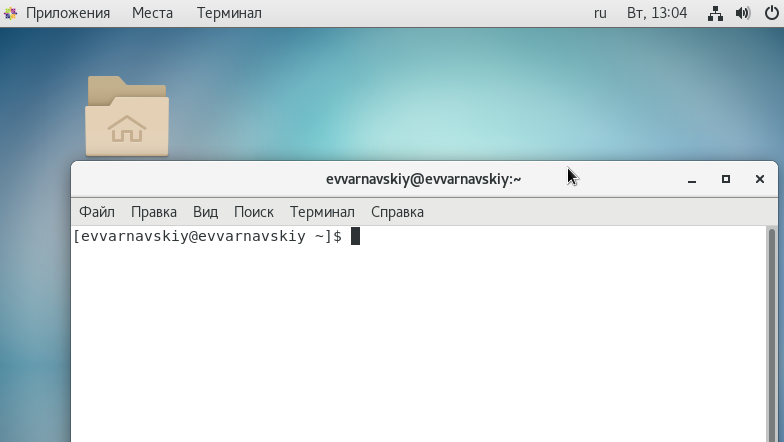 Приложения Места Терминал ru Вт, 13:04
evvarnavskiy@evvarnavskiy:~
Файл Правка Вид Поиск Терминал Справка
[evvarnavskiy@evvarnavskiy ~]$